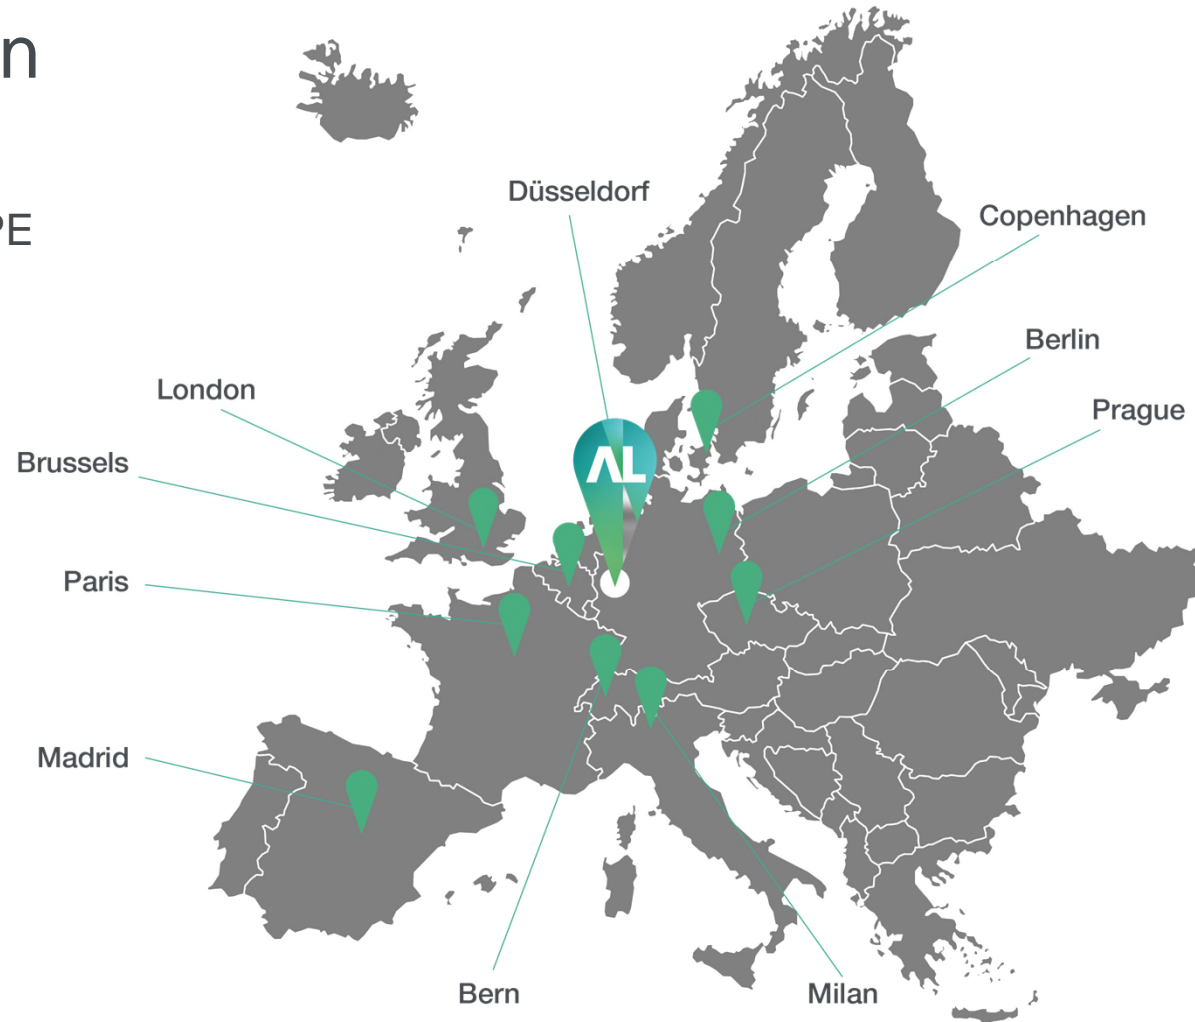 n
PE
Düsseldorf
Copenhagen
Berlin
London
Prague
Brussels
AL
Paris
Madrid
Bern
Milan